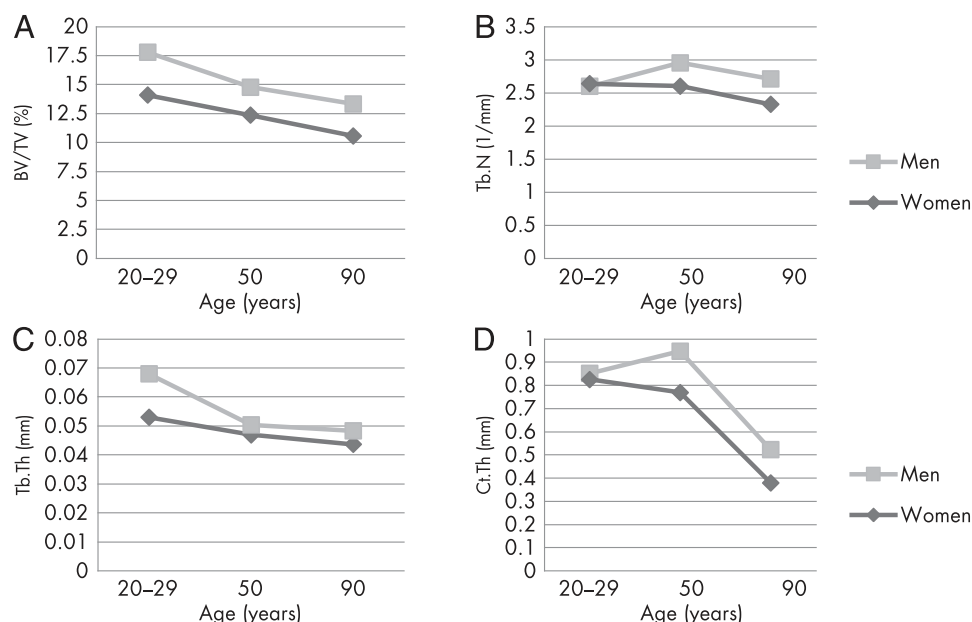 A
BV/TV (%)
20
17.5
15
12.5
10
7.5
5
2.5
0
20–29 50 90
Age (years)
B
Tb.N (1/mm)
3.5
3
2.5
2
1.5
1
0.5
0
20–29 50 90
Age (years)
Men
Women
C
Tb.Th (mm)
0.08
0.07
0.06
0.05
0.04
0.03
0.02
0.01
0
20–29 50 90
Age (years)
D
Ct.Th (mm)
1
0.9
0.8
0.7
0.6
0.5
0.4
0.3
0.2
0.1
0
20–29 50 90
Age (years)
Men
Women